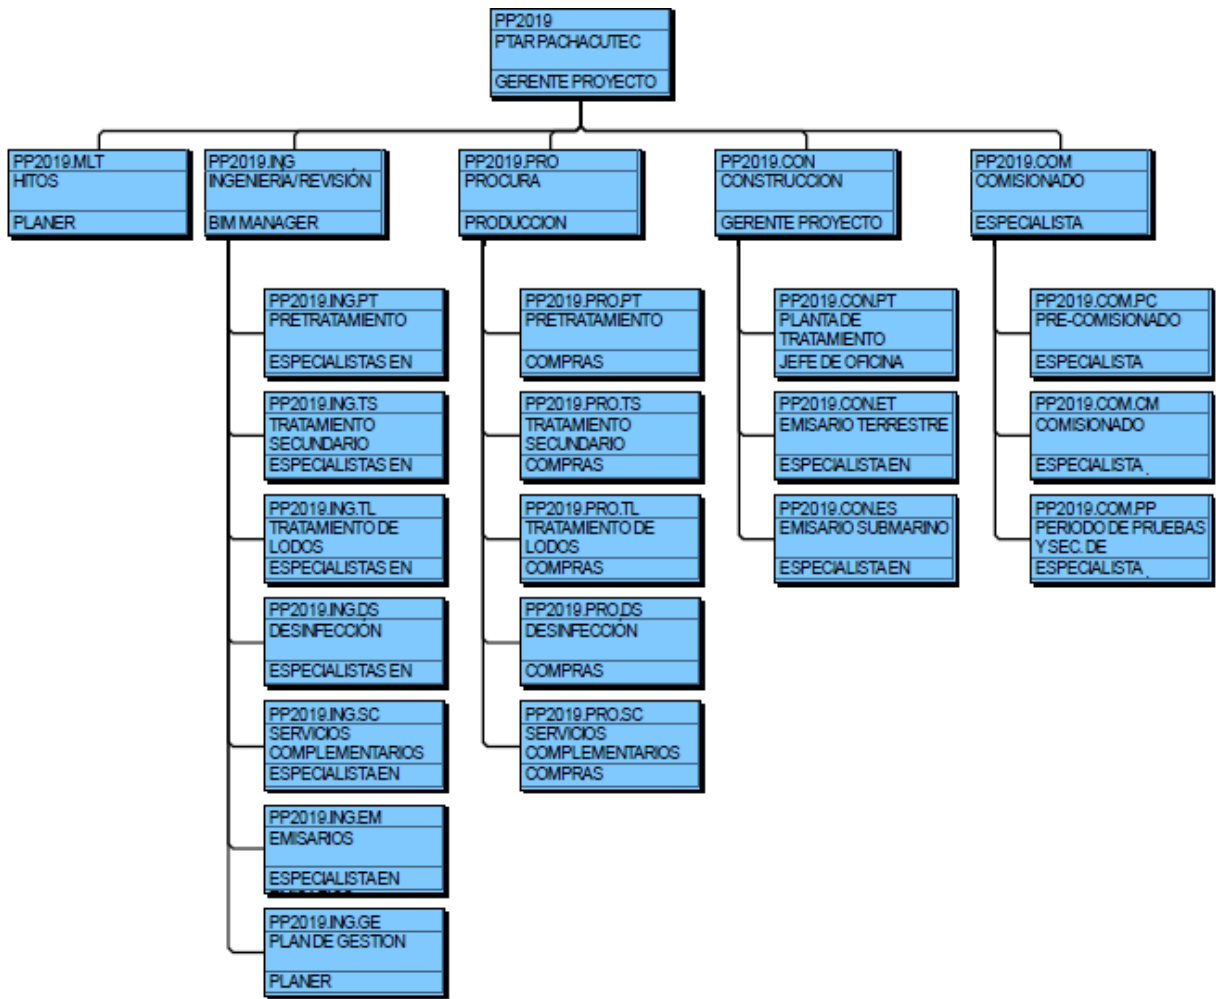 PP2019
PTAR PACHACUTEC
GERENTE PROYECTO
PP2019.MLT
HITOS
PLANER
PP2019.ING
INGENIERIA/REVISIÓN
BIM MANAGER
PP2019.PRO
PROCURA
PRODUCCION
PP2019.CON
CONSTRUCCION
GERENTE PROYECTO
PP2019.COM
COMISIONADO
ESPECIALISTA
PP2019.ING.PT
PRETRATAMIENTO
ESPECIALISTAS EN
PP2019.ING.TS
TRATAMIENTO
SECUNDARIO
ESPECIALISTAS EN
PP2019.ING.TL
TRATAMIENTO DE
LODOS
ESPECIALISTAS EN
PP2019.ING.DS
DESINFECCIÓN
ESPECIALISTAS EN
PP2019.ING.SC
SERVICIOS
COMPLEMENTARIOS
ESPECIALISTA EN
PP2019.ING.EM
EMISARIOS
ESPECIALISTA EN
PP2019.ING.GE
PLAN DE GESTION
PLANER
PP2019.PRO.PT
PRETRATAMIENTO
COMPRAS
PP2019.PRO.TS
TRATAMIENTO
SECUNDARIO
COMPRAS
PP2019.PRO.TL
TRATAMIENTO DE
LODOS
COMPRAS
PP2019.PRO.DS
DESINFECCIÓN
COMPRAS
PP2019.PRO.SC
SERVICIOS
COMPLEMENTARIOS
COMPRAS
PP2019.CON.PT
PLANTA DE
TRATAMIENTO
JEFE DE OFICINA
PP2019.CON.ET
EMISARIO TERRESTRE
ESPECIALISTA EN
PP2019.CON.ES
EMISARIO SUBMARINO
ESPECIALISTA EN
PP2019.COM.PC
PRE-COMISIONADO
ESPECIALISTA
PP2019.COM.CM
COMISIONADO
ESPECIALISTA
PP2019.COM.PP
PERIODO DE PRUEBAS
Y SEC. DE
ESPECIALISTA